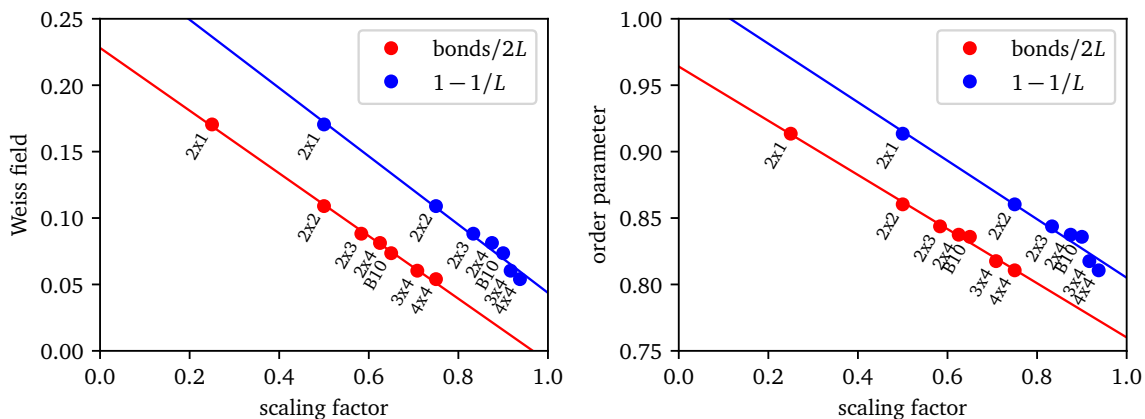 0.25
0.20
0.15
0.10
0.05
0.00
Weiss field
bonds/2L
1 − 1/L
2x1
2x1
2x2
2x2
2x3
2x4
B10
3x4
4x4
2x3
2x4
B10
3x4
4x4
0.0 0.2 0.4 0.6 0.8 1.0
scaling factor
1.00
0.95
0.90
0.85
0.80
0.75
order parameter
bonds/2L
1 − 1/L
2x1
2x1
2x2
2x2
2x3
2x4
B10
3x4
4x4
2x3
2x4
B10
3x4
4x4
0.0 0.2 0.4 0.6 0.8 1.0
scaling factor